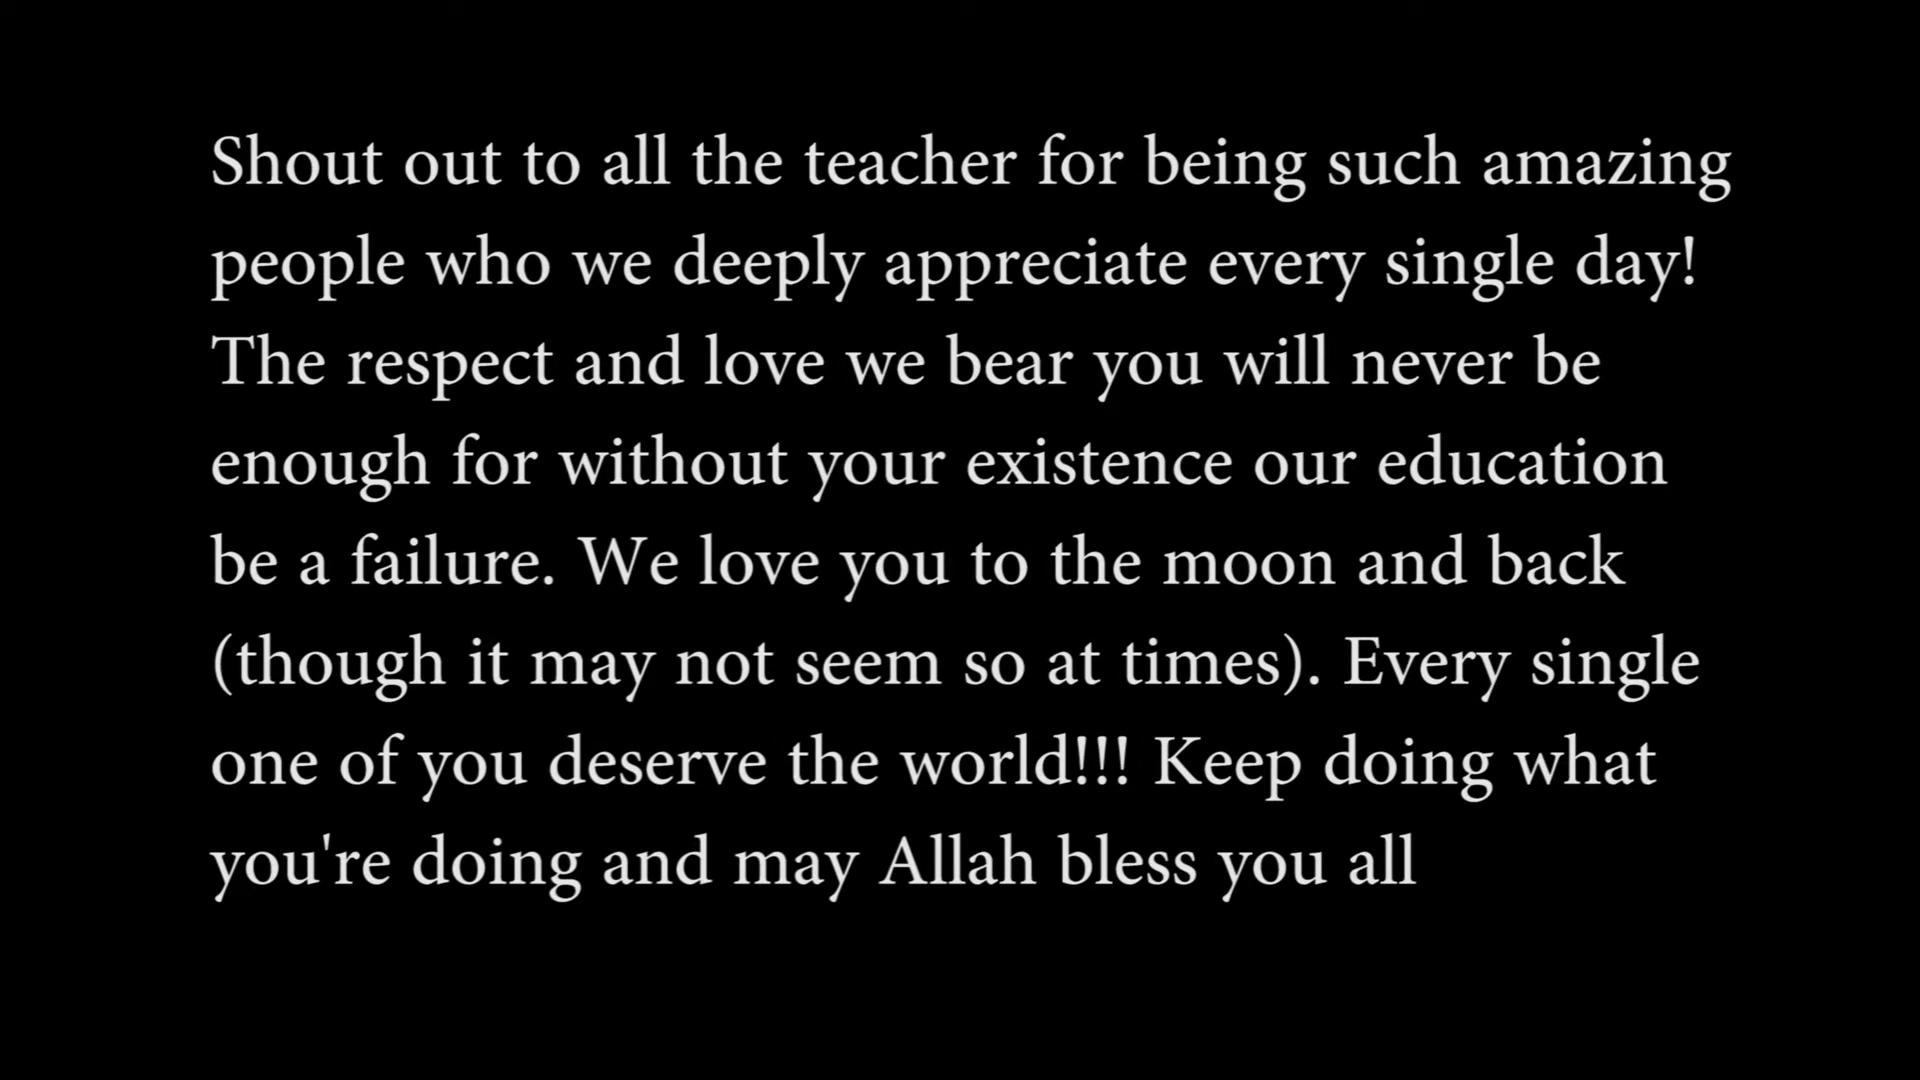 Shout out to all the teacher for being such amazing
people who we deeply appreciate every single day!
The respect and love we bear you will never be
enough for without your existence our education
be a failure. We love you to the moon and back
(though it may not seem so at times). Every single
one of you deserve the world!!! Keep doing what
you're doing and may Allah bless you all